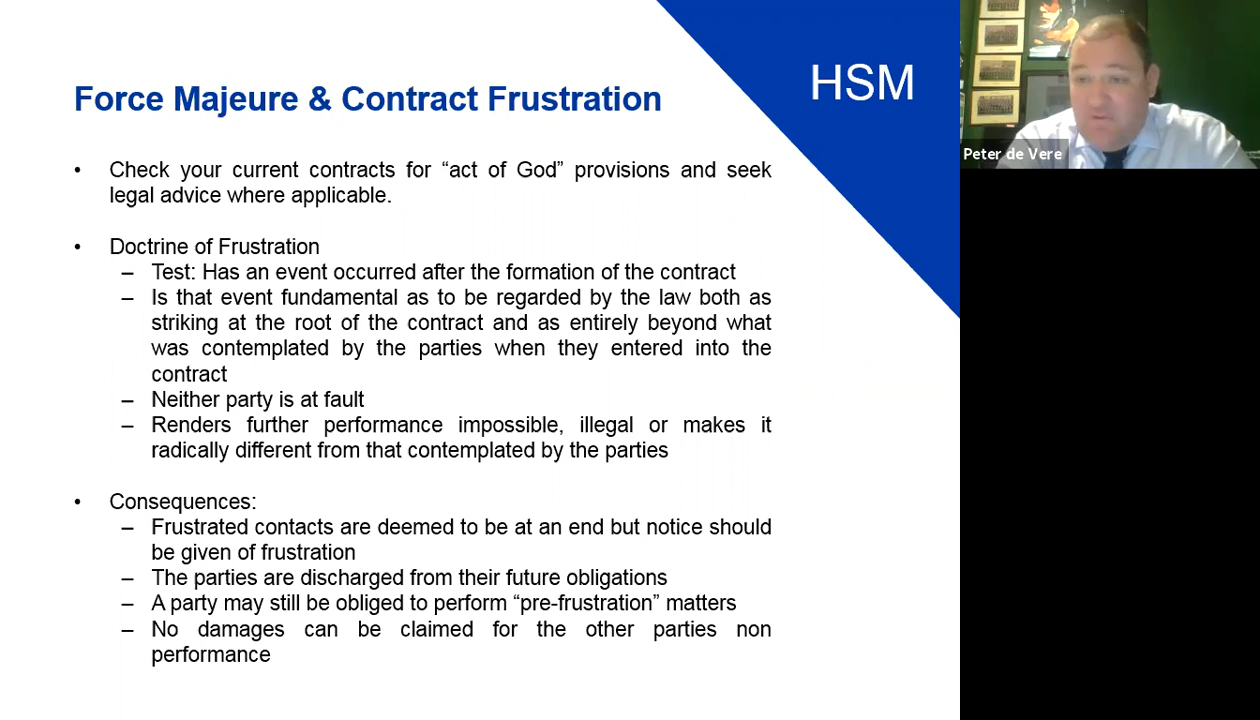 HSM
Force Majeure & Contract Frustration
Peter de Vere
• Check your current contracts for “act of God” provisions and seek
legal advice where applicable.
• Doctrine of Frustration
– Test: Has an event occurred after the formation of the contract
– Is that event fundamental as to be regarded by the law both as
striking at the root of the contract and as entirely beyond what
was contemplated by the parties when they entered into the
contract
– Neither party is at fault
– Renders further performance impossible, illegal or makes it
radically different from that contemplated by the parties
• Consequences:
– Frustrated contacts are deemed to be at an end but notice should
be given of frustration
– The parties are discharged from their future obligations
– A party may still be obliged to perform “pre-frustration” matters
– No damages can be claimed for the other parties non
performance